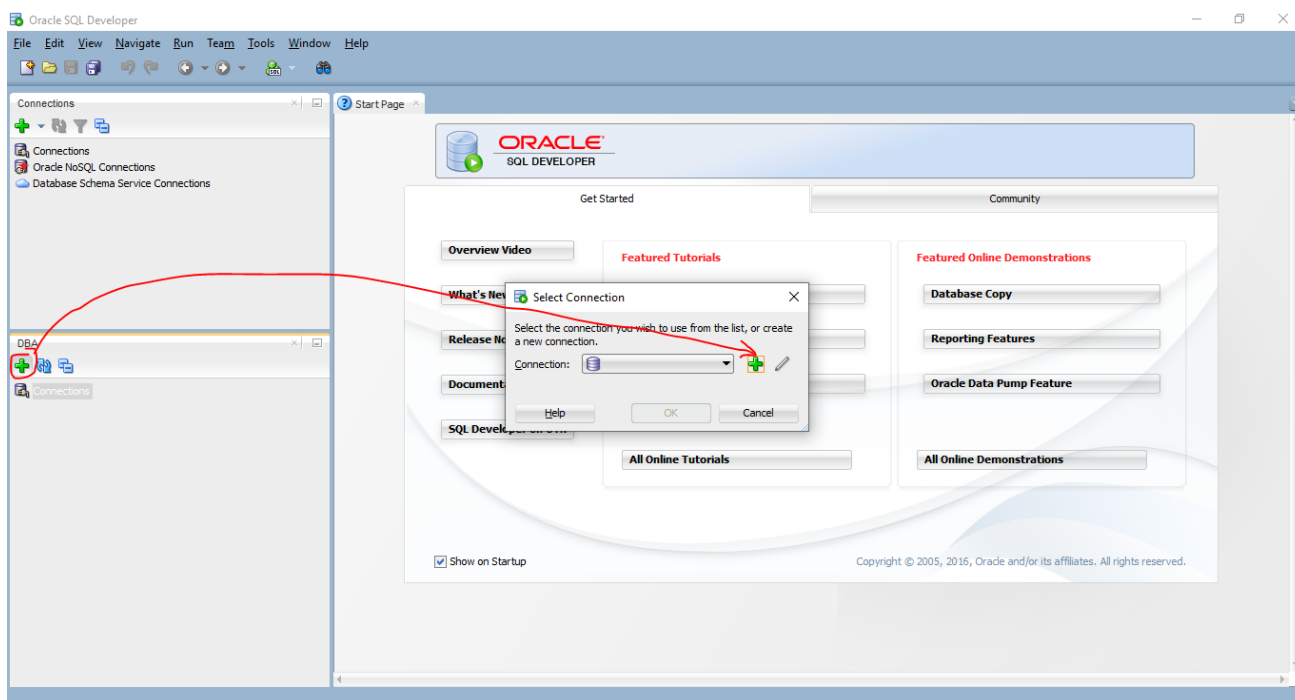 Oracle SQL Developer
File Edit View Navigate Run Team Tools Window Help
Connections
Connections
Oracle NoSQL Connections
Database Schema Service Connections
DBA
Connections
Start Page
ORACLE
SQL DEVELOPER
Get Started
Community
Overview Video
What's New
Release
SQL
Featured Tutorials
All Online Tutorials
Featured Online Demonstrations
Database Copy
Reporting Features
Oracle Data Pump Feature
All Online Demonstrations
Select Connection
Select the connection you wish to use from the list, or create
a new connection.
Connection:
Help OK Cancel
Show on Startup
Copyright © 2005, 2016, Oracle and/or its affiliates. All rights reserved.